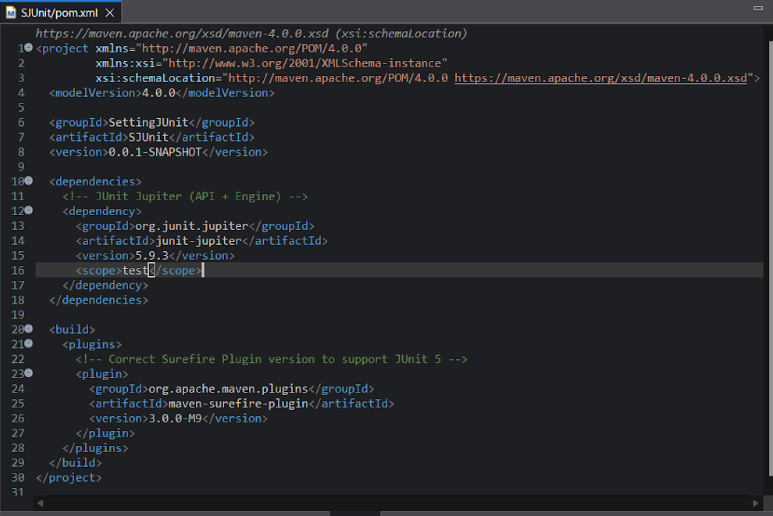 SJUnit/pom.xml
https://maven.apache.org/xsd/maven-4.0.0.xsd (xsi:schemaLocation)
1 <project xmlns="http://maven.apache.org/POM/4.0.0"
2 xmlns:xsi="http://www.w3.org/2001/XMLSchema-instance"
3 xsi:schemaLocation="http://maven.apache.org/POM/4.0.0 https://maven.apache.org/xsd/maven-4.0.0.xsd">
4 <modelVersion>4.0.0</modelVersion>
5
6 <groupId>SettingJUnit</groupId>
7 <artifactId>SJUnit</artifactId>
8 <version>0.0.1-SNAPSHOT</version>
9
10 <dependencies>
11 <!-- JUnit Jupiter (API + Engine) -->
12 <dependency>
13 <groupId>org.junit.jupiter</groupId>
14 <artifactId>junit-jupiter</artifactId>
15 <version>5.9.3</version>
16 <scope>test</scope>
17 </dependency>
18 </dependencies>
19
20 <build>
21 <plugins>
22 <!-- Correct Surefire Plugin version to support JUnit 5 -->
23 <plugin>
24 <groupId>org.apache.maven.plugins</groupId>
25 <artifactId>maven-surefire-plugin</artifactId>
26 <version>3.0.0-M9</version>
27 </plugin>
28 </plugins>
29 </build>
30 </project>
31